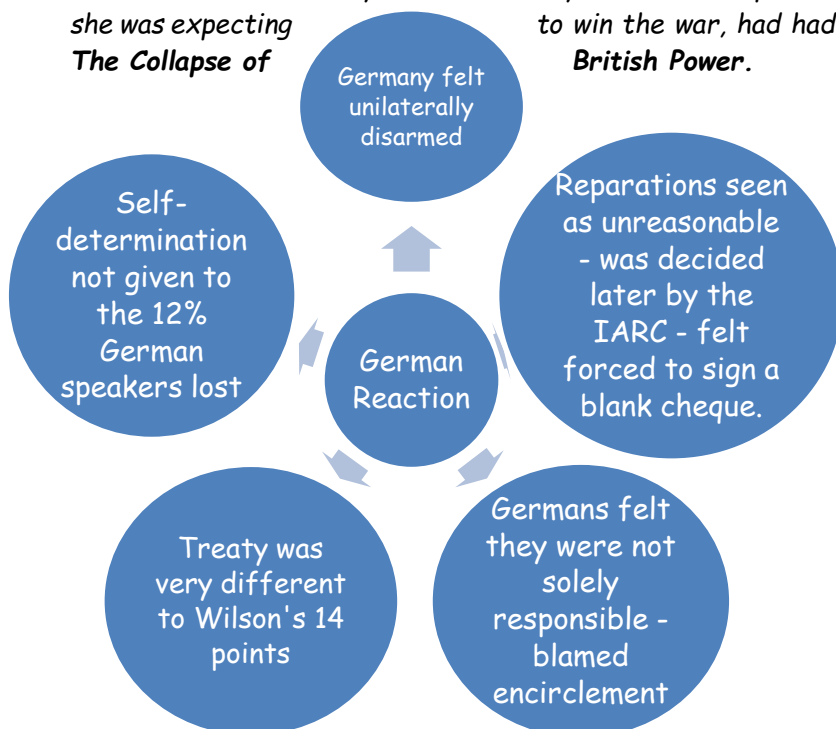 she was expecting to win the war, had had
The Collapse of British Power.
Germany felt
unilaterally
disarmed
Self-
determination
not given to
the 12%
German
speakers lost
Reparations seen
as unreasonable
- was decided
later by the
IARC - felt
forced to sign a
blank cheque.
German
Reaction
Treaty was
very different
to Wilson's 14
points
Germans felt
they were not
solely
responsible -
blamed
encirclement